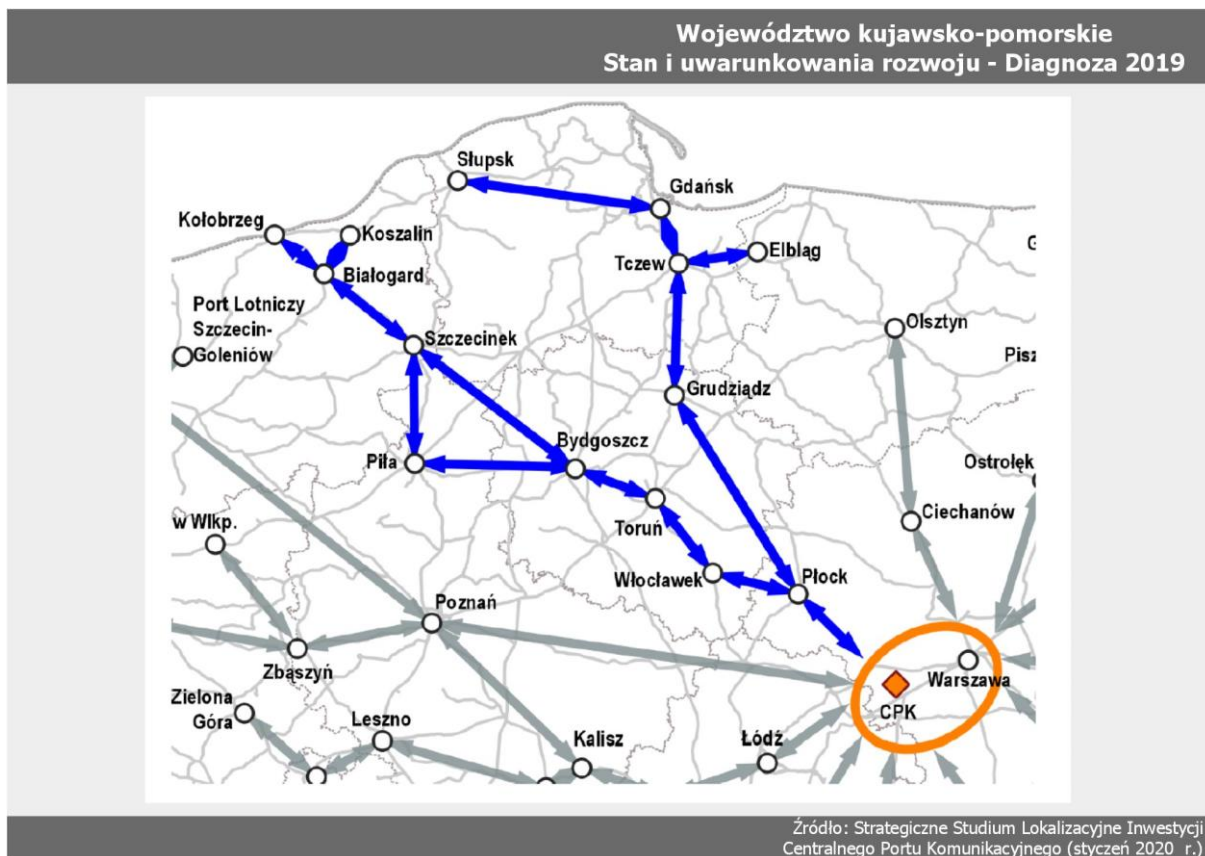 Województwo kujawsko-pomorskie
Stan i uwarunkowania rozwoju - Diagnoza 2019
Słupsk
Gdańsk
Kołobrzeg
Koszalin
Białogard
Tczew
Elbląg
G
Port Lotniczy
Szczecin-
Goleniów
Szczecinek
Olsztyn
Pisz
Grudziądz
Bydgoszcz
Piła
Ostrołęk
w Wlkp.
Toruń
Ciechanów
Włocławek
Płock
Poznań
Zbąszyń
Warszawa
CPK
Zielona
Góra
Leszno
Kalisz
Łódź
Źródło: Strategiczne Studium Lokalizacyjne Inwestycji
Centralnego Portu Komunikacyjnego (styczeń 2020 r.)